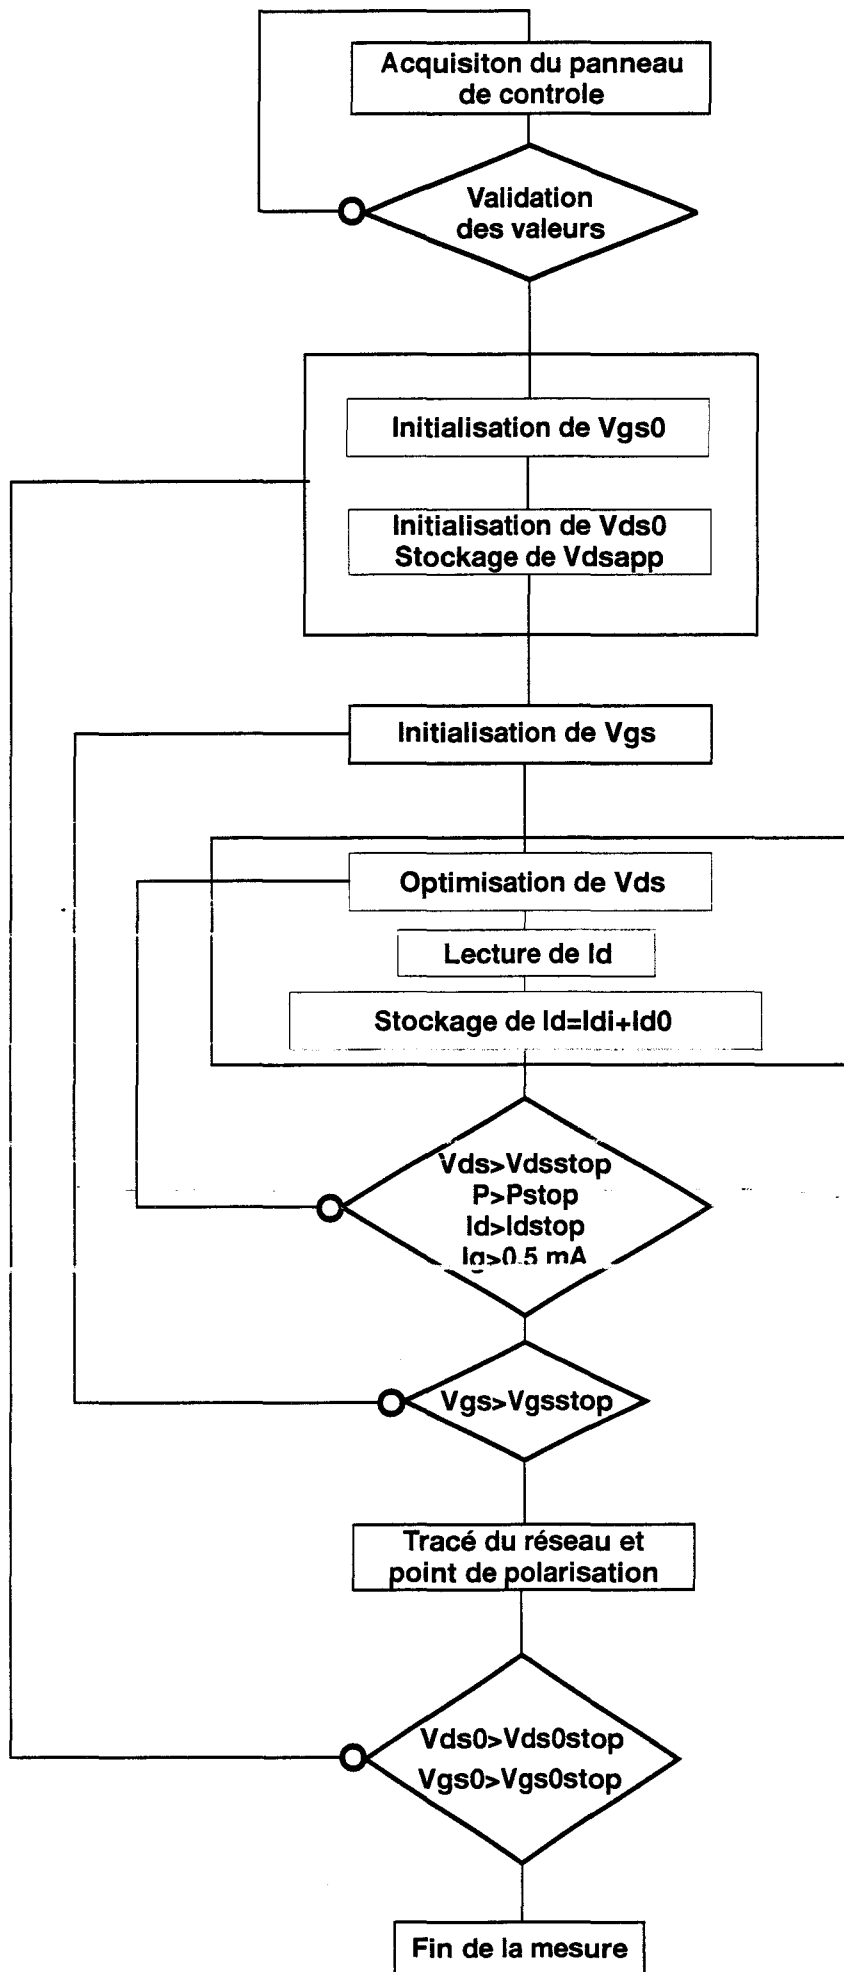 Acquisiton du panneau
de controle
Validation
des valeurs
Initialisation de Vgs0
Initialisation de Vds0
Stockage de Vdsapp
Initialisation de Vgs
Optimisation de Vds
Lecture de Id
Stockage de Id=Idi+Id0
Vds>Vdsstop
P>Pstop
Id>Idstop
Ig>0.5 mA
Vgs>Vgsstop
Tracé du réseau et
point de polarisation
Vds0>Vds0stop
Vgs0>Vgs0stop
Fin de la mesure